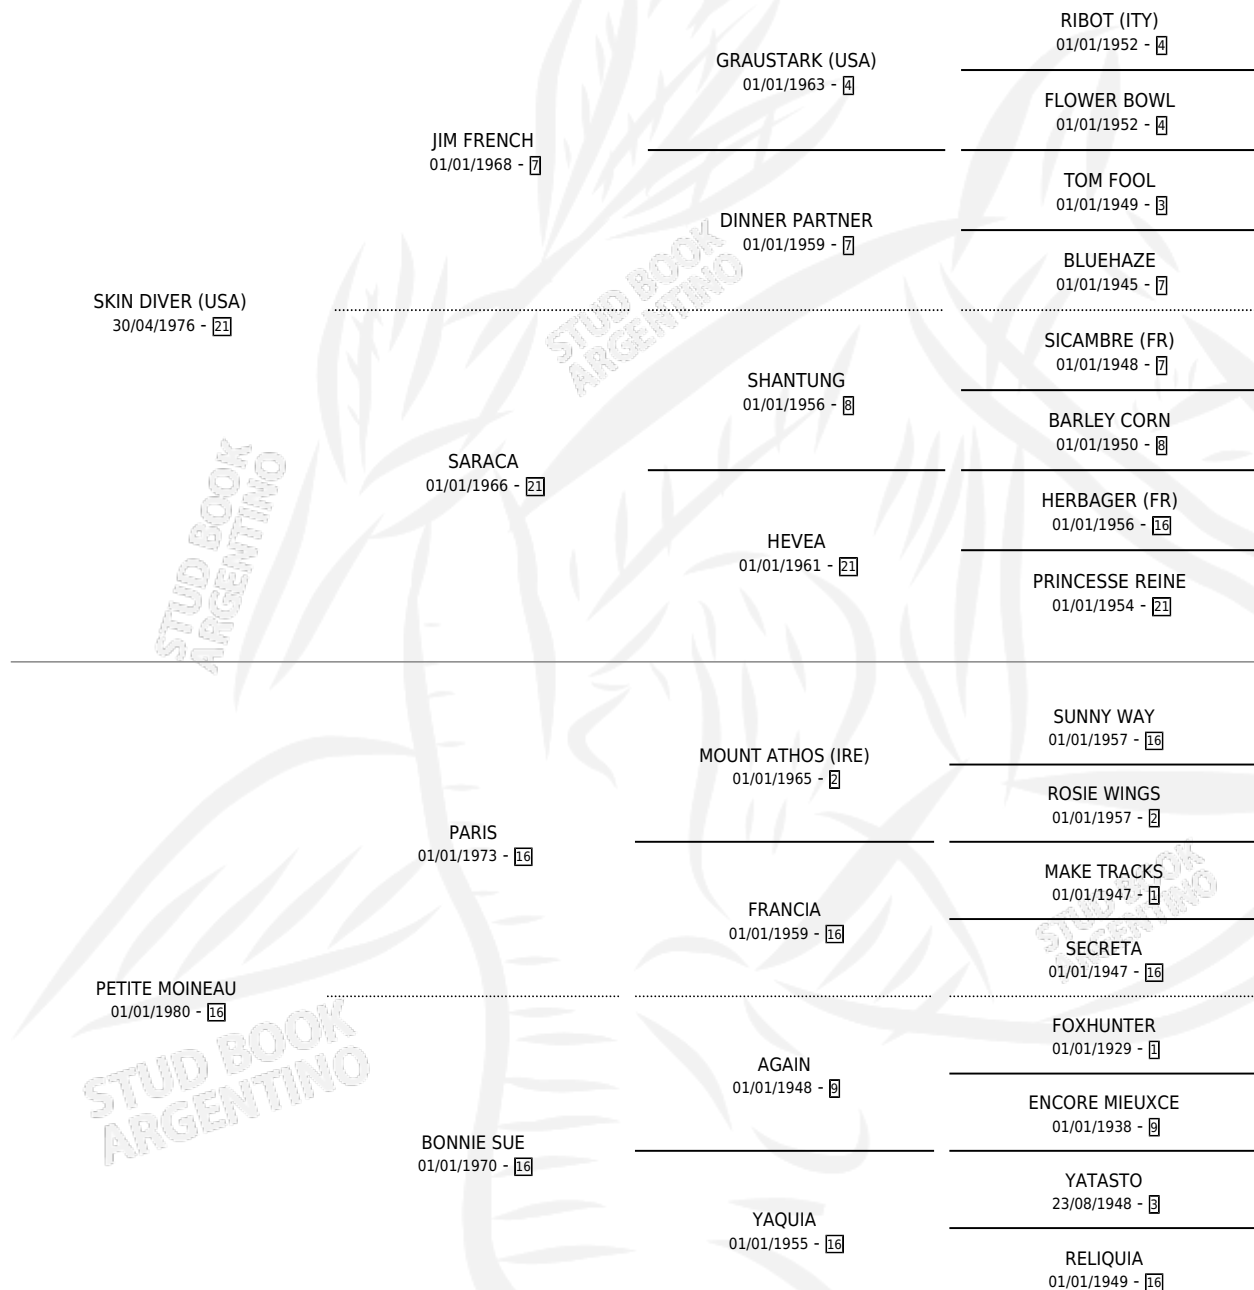 RIBOT (ITY)
01/01/1952 - 4
GRAUSTARK (USA)
01/01/1963 - 4
FLOWER BOWL
01/01/1952 - 4
JIM FRENCH
01/01/1968 - 7
TOM FOOL
01/01/1949 - 3
DINNER PARTNER
01/01/1959 - 7
BLUEHAZE
01/01/1945 - 7
SKIN DIVER (USA)
30/04/1976 - 21
STUD BOOK
ARGENTINO
SICAMBRE (FR)
01/01/1948 - 7
SHANTUNG
01/01/1956 - 8
BARLEY CORN
01/01/1950 - 8
SARACA
01/01/1966 - 21
HERBAGER (FR)
01/01/1956 - 16
HEVEA
01/01/1961 - 21
PRINCESSE REINE
01/01/1954 - 21
STUD BOOK
ARGENTINO
SUNNY WAY
01/01/1957 - 16
MOUNT ATHOS (IRE)
01/01/1965 - 2
ROSIE WINGS
01/01/1957 - 2
PARIS
01/01/1973 - 16
MAKE TRACKS
01/01/1947 - 1
FRANCIA
01/01/1959 - 16
STUD BOOK
ARGENTINO
SECRETA
01/01/1947 - 16
PETITE MOINEAU
01/01/1980 - 16
STUD BOOK
ARGENTINO
FOXHUNTER
01/01/1929 - 1
AGAIN
01/01/1948 - 9
ENCORE MIEUXCE
01/01/1938 - 9
BONNIE SUE
01/01/1970 - 16
YATASTO
23/08/1948 - 3
YAQUIA
01/01/1955 - 16
RELIQUIA
01/01/1949 - 16